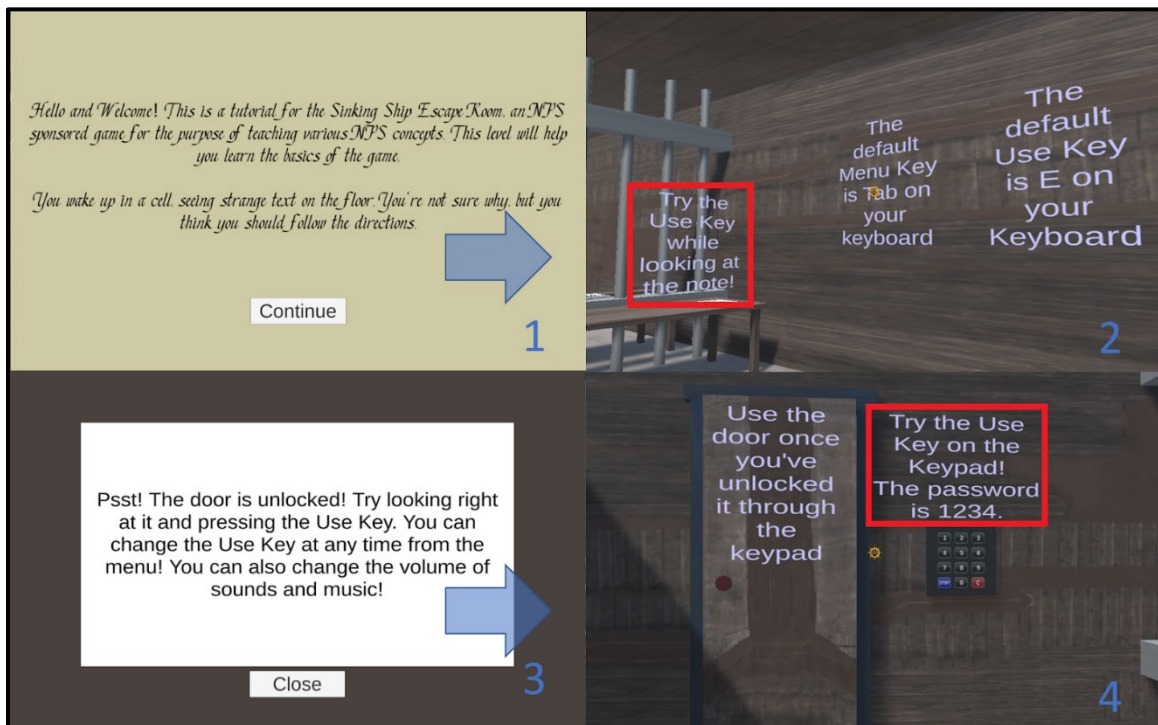 Hello and Welcome! This is a tutorial for the Sinking Ship Escape Room, an NPS
sponsored game for the purpose of teaching various NPS concepts. This level will help
you learn the basics of the game.
You wake up in a cell, seeing strange text on the floor. You're not sure why, but you
think you should follow the directions.
Continue
1
Try the
Use Key
while
looking at
the note!
The
default
Menu Key
is Tab on
your
keyboard
The
default
Use Key
is E on
your
Keyboard
2
Psst! The door is unlocked! Try looking right
at it and pressing the Use Key. You can
change the Use Key at any time from the
menu! You can also change the volume of
sounds and music!
Close
3
Use the
door once
you've
unlocked
it through
the
keypad
Try the Use
Key on the
Keypad!
The password
is 1234.
1 2 3
4 5 6
7 8 9
0 C
4